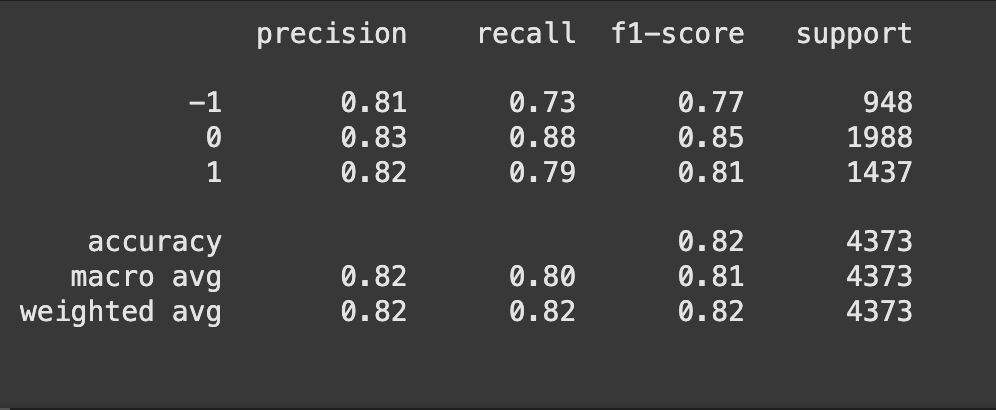 precision recall f1-score support
-1 0.81 0.73 0.77 948
0 0.83 0.88 0.85 1988
1 0.82 0.79 0.81 1437
accuracy 0.82 4373
macro avg 0.82 0.80 0.81 4373
weighted avg 0.82 0.82 0.82 4373